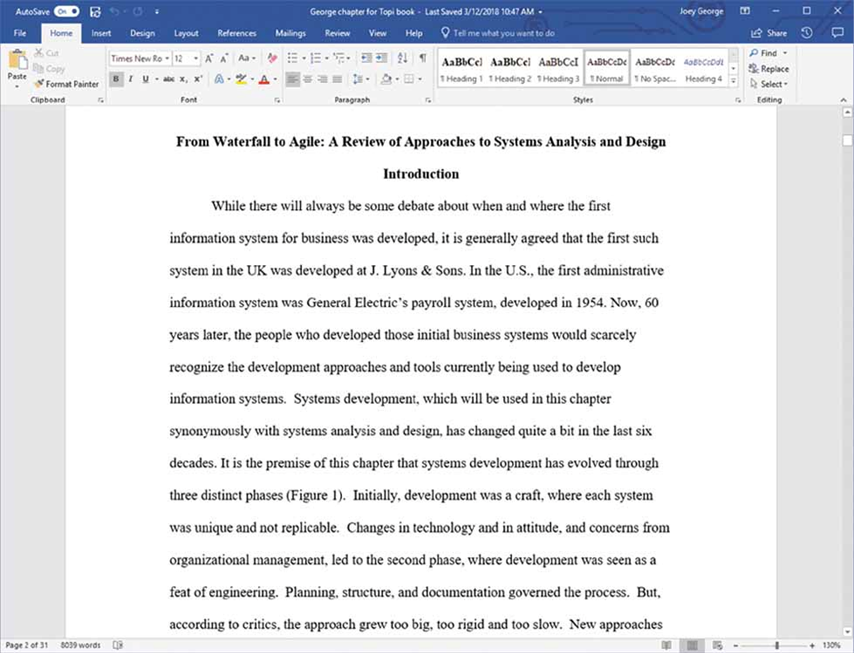 AutoSave On George chapter for Topi book - Last Saved 3/12/2018 10:47 AM Joey George
File Home Insert Design Layout References Mailings Review View Help Tell me what you want to do Share
Paste
Cut
Copy
Format Painter
Clipboard
Times New Ro 12 A A Aa
B I U abc x₂ x² A A
Font
Paragraph
AaBbCcl AaBbCcl AaBbCcI AaBbCcDc AaBbCcDc AaBbCcDdI
¶ Heading 1 ¶ Heading 2 ¶ Heading 3 ¶ Normal ¶ No Spac... Heading 4
Styles
Find
Replace
Select
Editing
From Waterfall to Agile: A Review of Approaches to Systems Analysis and Design
Introduction
While there will always be some debate about when and where the first
information system for business was developed, it is generally agreed that the first such
system in the UK was developed at J. Lyons & Sons. In the U.S., the first administrative
information system was General Electric's payroll system, developed in 1954. Now, 60
years later, the people who developed those initial business systems would scarcely
recognize the development approaches and tools currently being used to develop
information systems.  Systems development, which will be used in this chapter
synonymously with systems analysis and design, has changed quite a bit in the last six
decades. It is the premise of this chapter that systems development has evolved through
three distinct phases (Figure 1).  Initially, development was a craft, where each system
was unique and not replicable.  Changes in technology and in attitude, and concerns from
organizational management, led to the second phase, where development was seen as a
feat of engineering.  Planning, structure, and documentation governed the process.  But,
according to critics, the approach grew too big, too rigid and too slow.  New approaches
Page 2 of 31 8039 words 130%